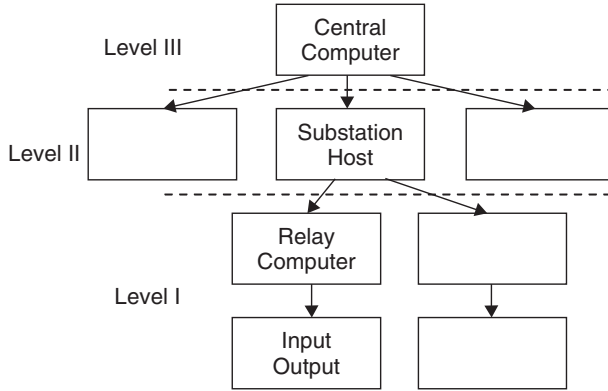 Level III
Central
Computer
Level II
Substation
Host
Relay
Computer
Level I
Input
Output